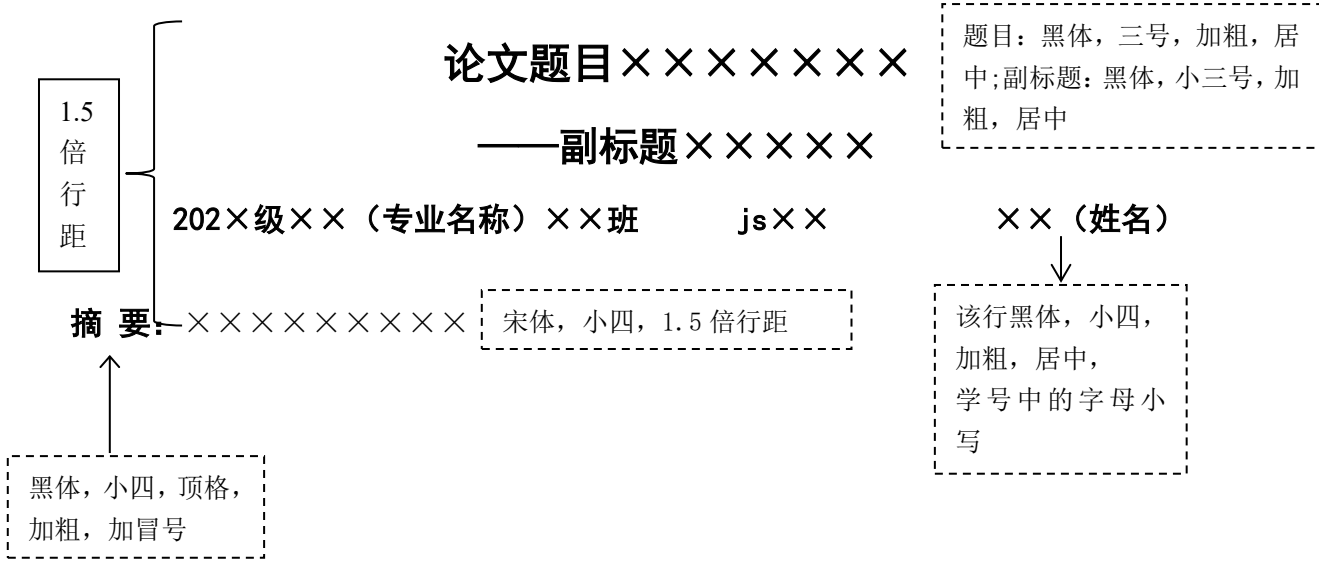 论文题目×××××××
题目：黑体，三号，加粗，居
中;副标题：黑体，小三号，加
粗，居中
1.5
倍
行
距
——副标题×××××
202×级××（专业名称）××班 js×× ××（姓名）
摘 要：×××××××××
宋体，小四，1.5 倍行距
该行黑体，小四，
加粗，居中，
学号中的字母小
写
黑体，小四，顶格，
加粗，加冒号